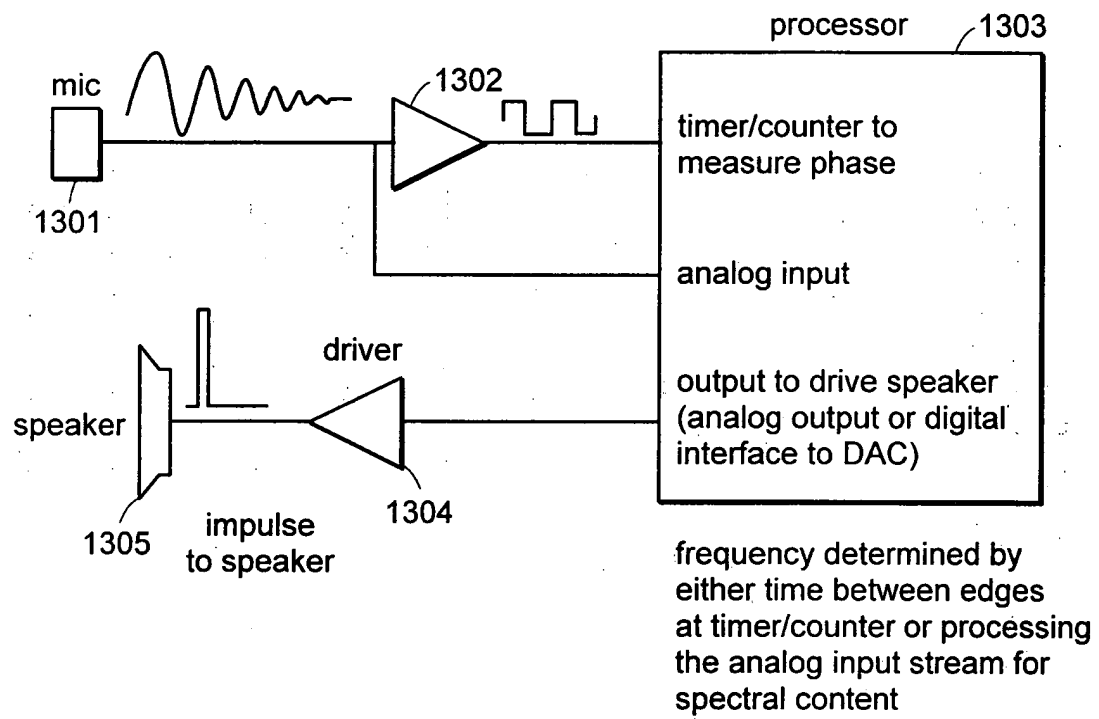 processor
1303
mic
1302
timer/counter to
measure phase
1301
analog input
driver
output to drive speaker
(analog output or digital
interface to DAC)
speaker
1304
1305
impulse
to speaker
frequency determined by
either time between edges
at timer/counter or processing
the analog input stream for
spectral content